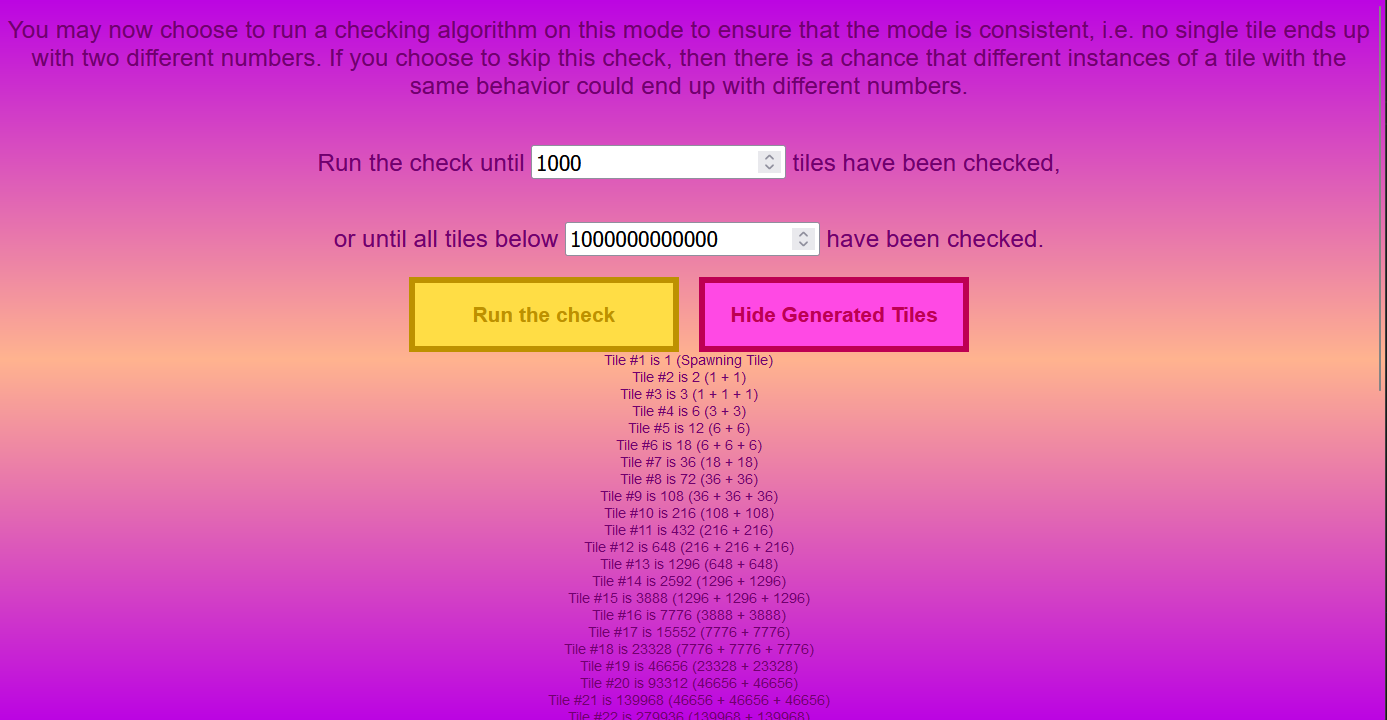 You may now choose to run a checking algorithm on this mode to ensure that the mode is consistent, i.e. no single tile ends up
with two different numbers. If you choose to skip this check, then there is a chance that different instances of a tile with the
same behavior could end up with different numbers.
Run the check until 1000 tiles have been checked,
or until all tiles below 1000000000000 have been checked.
Run the check Hide Generated Tiles
Tile #1 is 1 (Spawning Tile)
Tile #2 is 2 (1 + 1)
Tile #3 is 3 (1 + 1 + 1)
Tile #4 is 6 (3 + 3)
Tile #5 is 12 (6 + 6)
Tile #6 is 18 (6 + 6 + 6)
Tile #7 is 36 (18 + 18)
Tile #8 is 72 (36 + 36)
Tile #9 is 108 (36 + 36 + 36)
Tile #10 is 216 (108 + 108)
Tile #11 is 432 (216 + 216)
Tile #12 is 648 (216 + 216 + 216)
Tile #13 is 1296 (648 + 648)
Tile #14 is 2592 (1296 + 1296)
Tile #15 is 3888 (1296 + 1296 + 1296)
Tile #16 is 7776 (3888 + 3888)
Tile #17 is 15552 (7776 + 7776)
Tile #18 is 23328 (7776 + 7776 + 7776)
Tile #19 is 46656 (23328 + 23328)
Tile #20 is 93312 (46656 + 46656)
Tile #21 is 139968 (46656 + 46656 + 46656)
Tile #22 is 279936 (139968 + 139968)